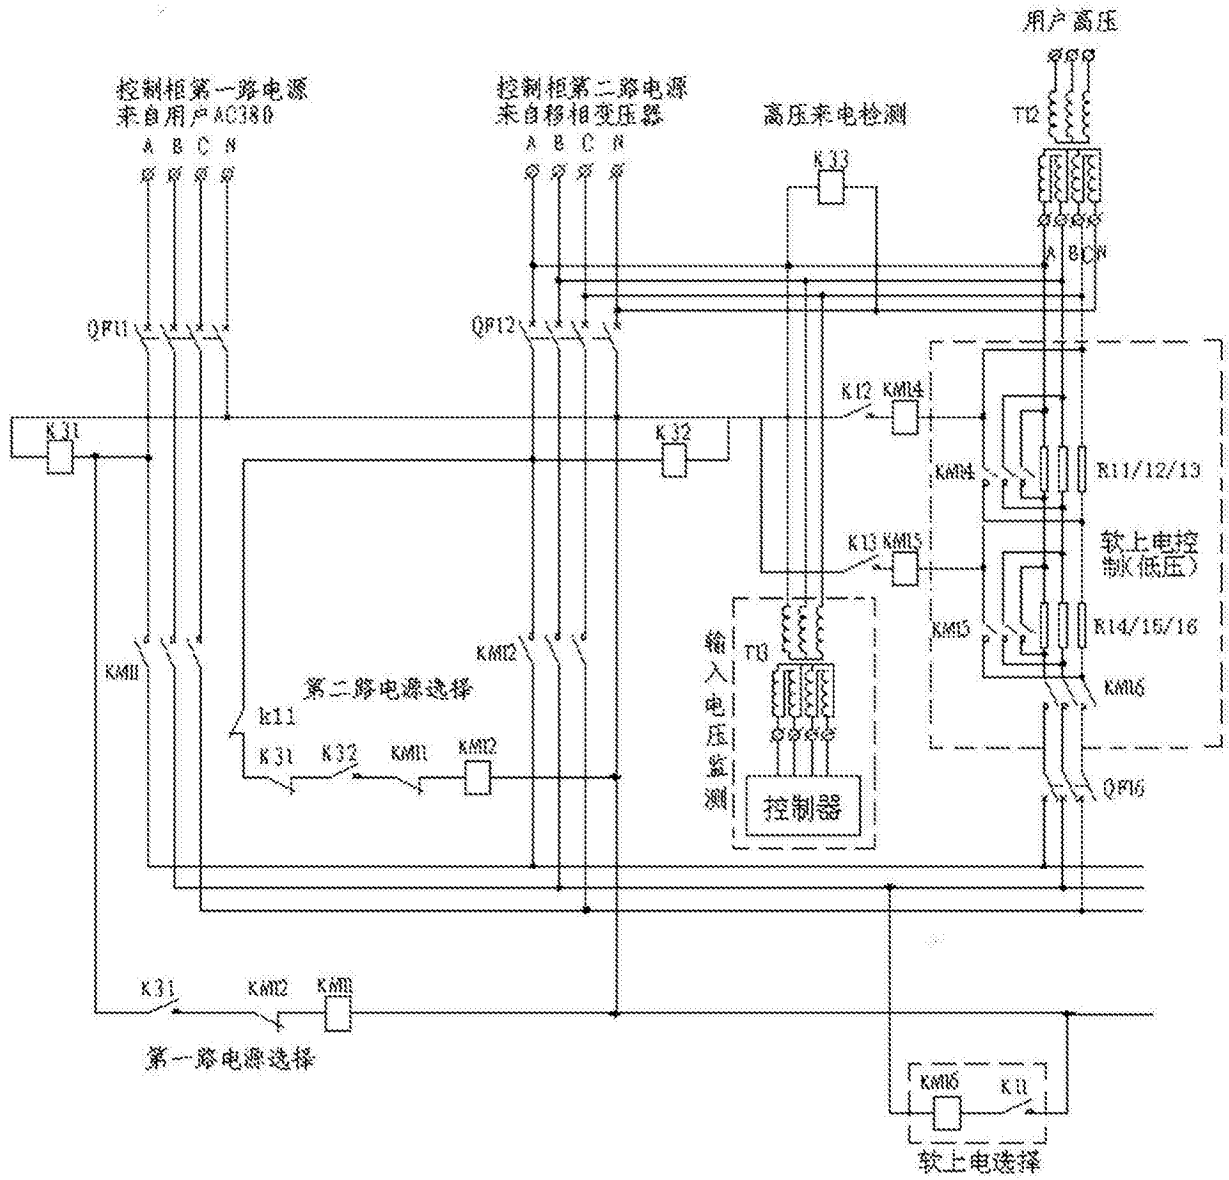 用户高压
控制柜第一路电源
来自用户AC380
A B C N
控制柜第二路电源
来自移相变压器
A B C N
高压来电检测
K33
T12
A B C N
QF11
QF12
K12 KM14
K31
K32
KM14
R11/12/13
K13 KM15
软上电控
制(低压)
KM15
R14/15/16
KM11
KM12
输入电压监测
T13
KM16
第二路电源选择
K11
K31 K32 KM11 KM12
控制器
QF16
K31 KM12 KM11
第一路电源选择
KM16 K11
软上电选择